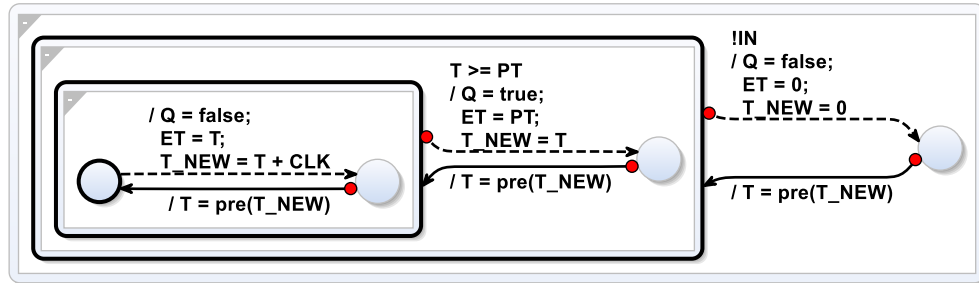 / Q = false;
ET = T;
T_NEW = T + CLK
/ T = pre(T_NEW)
T >= PT
/ Q = true;
ET = PT;
T_NEW = T
/ T = pre(T_NEW)
!IN
/ Q = false;
ET = 0;
T_NEW = 0
/ T = pre(T_NEW)